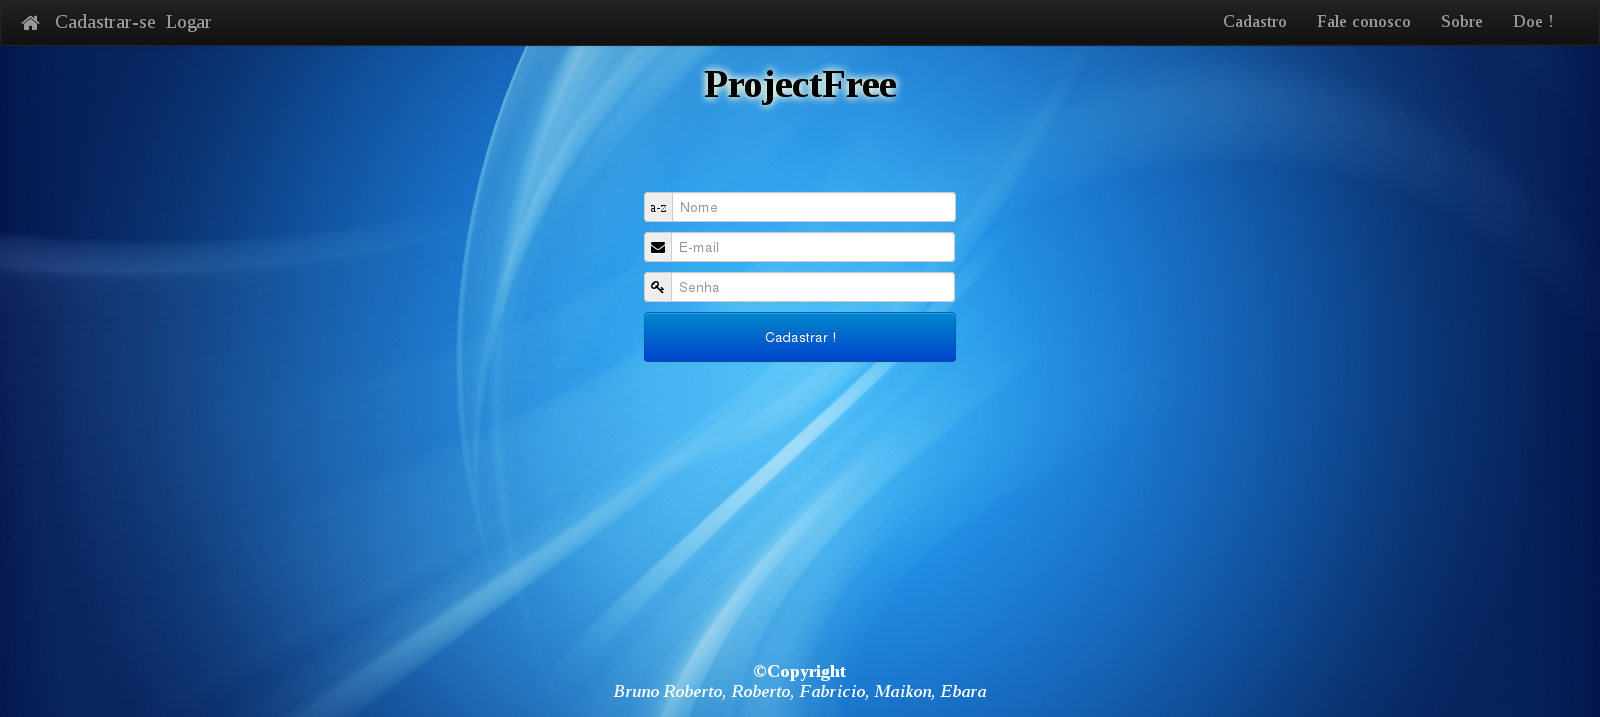 Cadastrar-se Logar Cadastro Fale conosco Sobre Doe !
ProjectFree
a-z Nome
E-mail
Senha
Cadastrar !
©Copyright
Bruno Roberto, Roberto, Fabricio, Maikon, Ebara